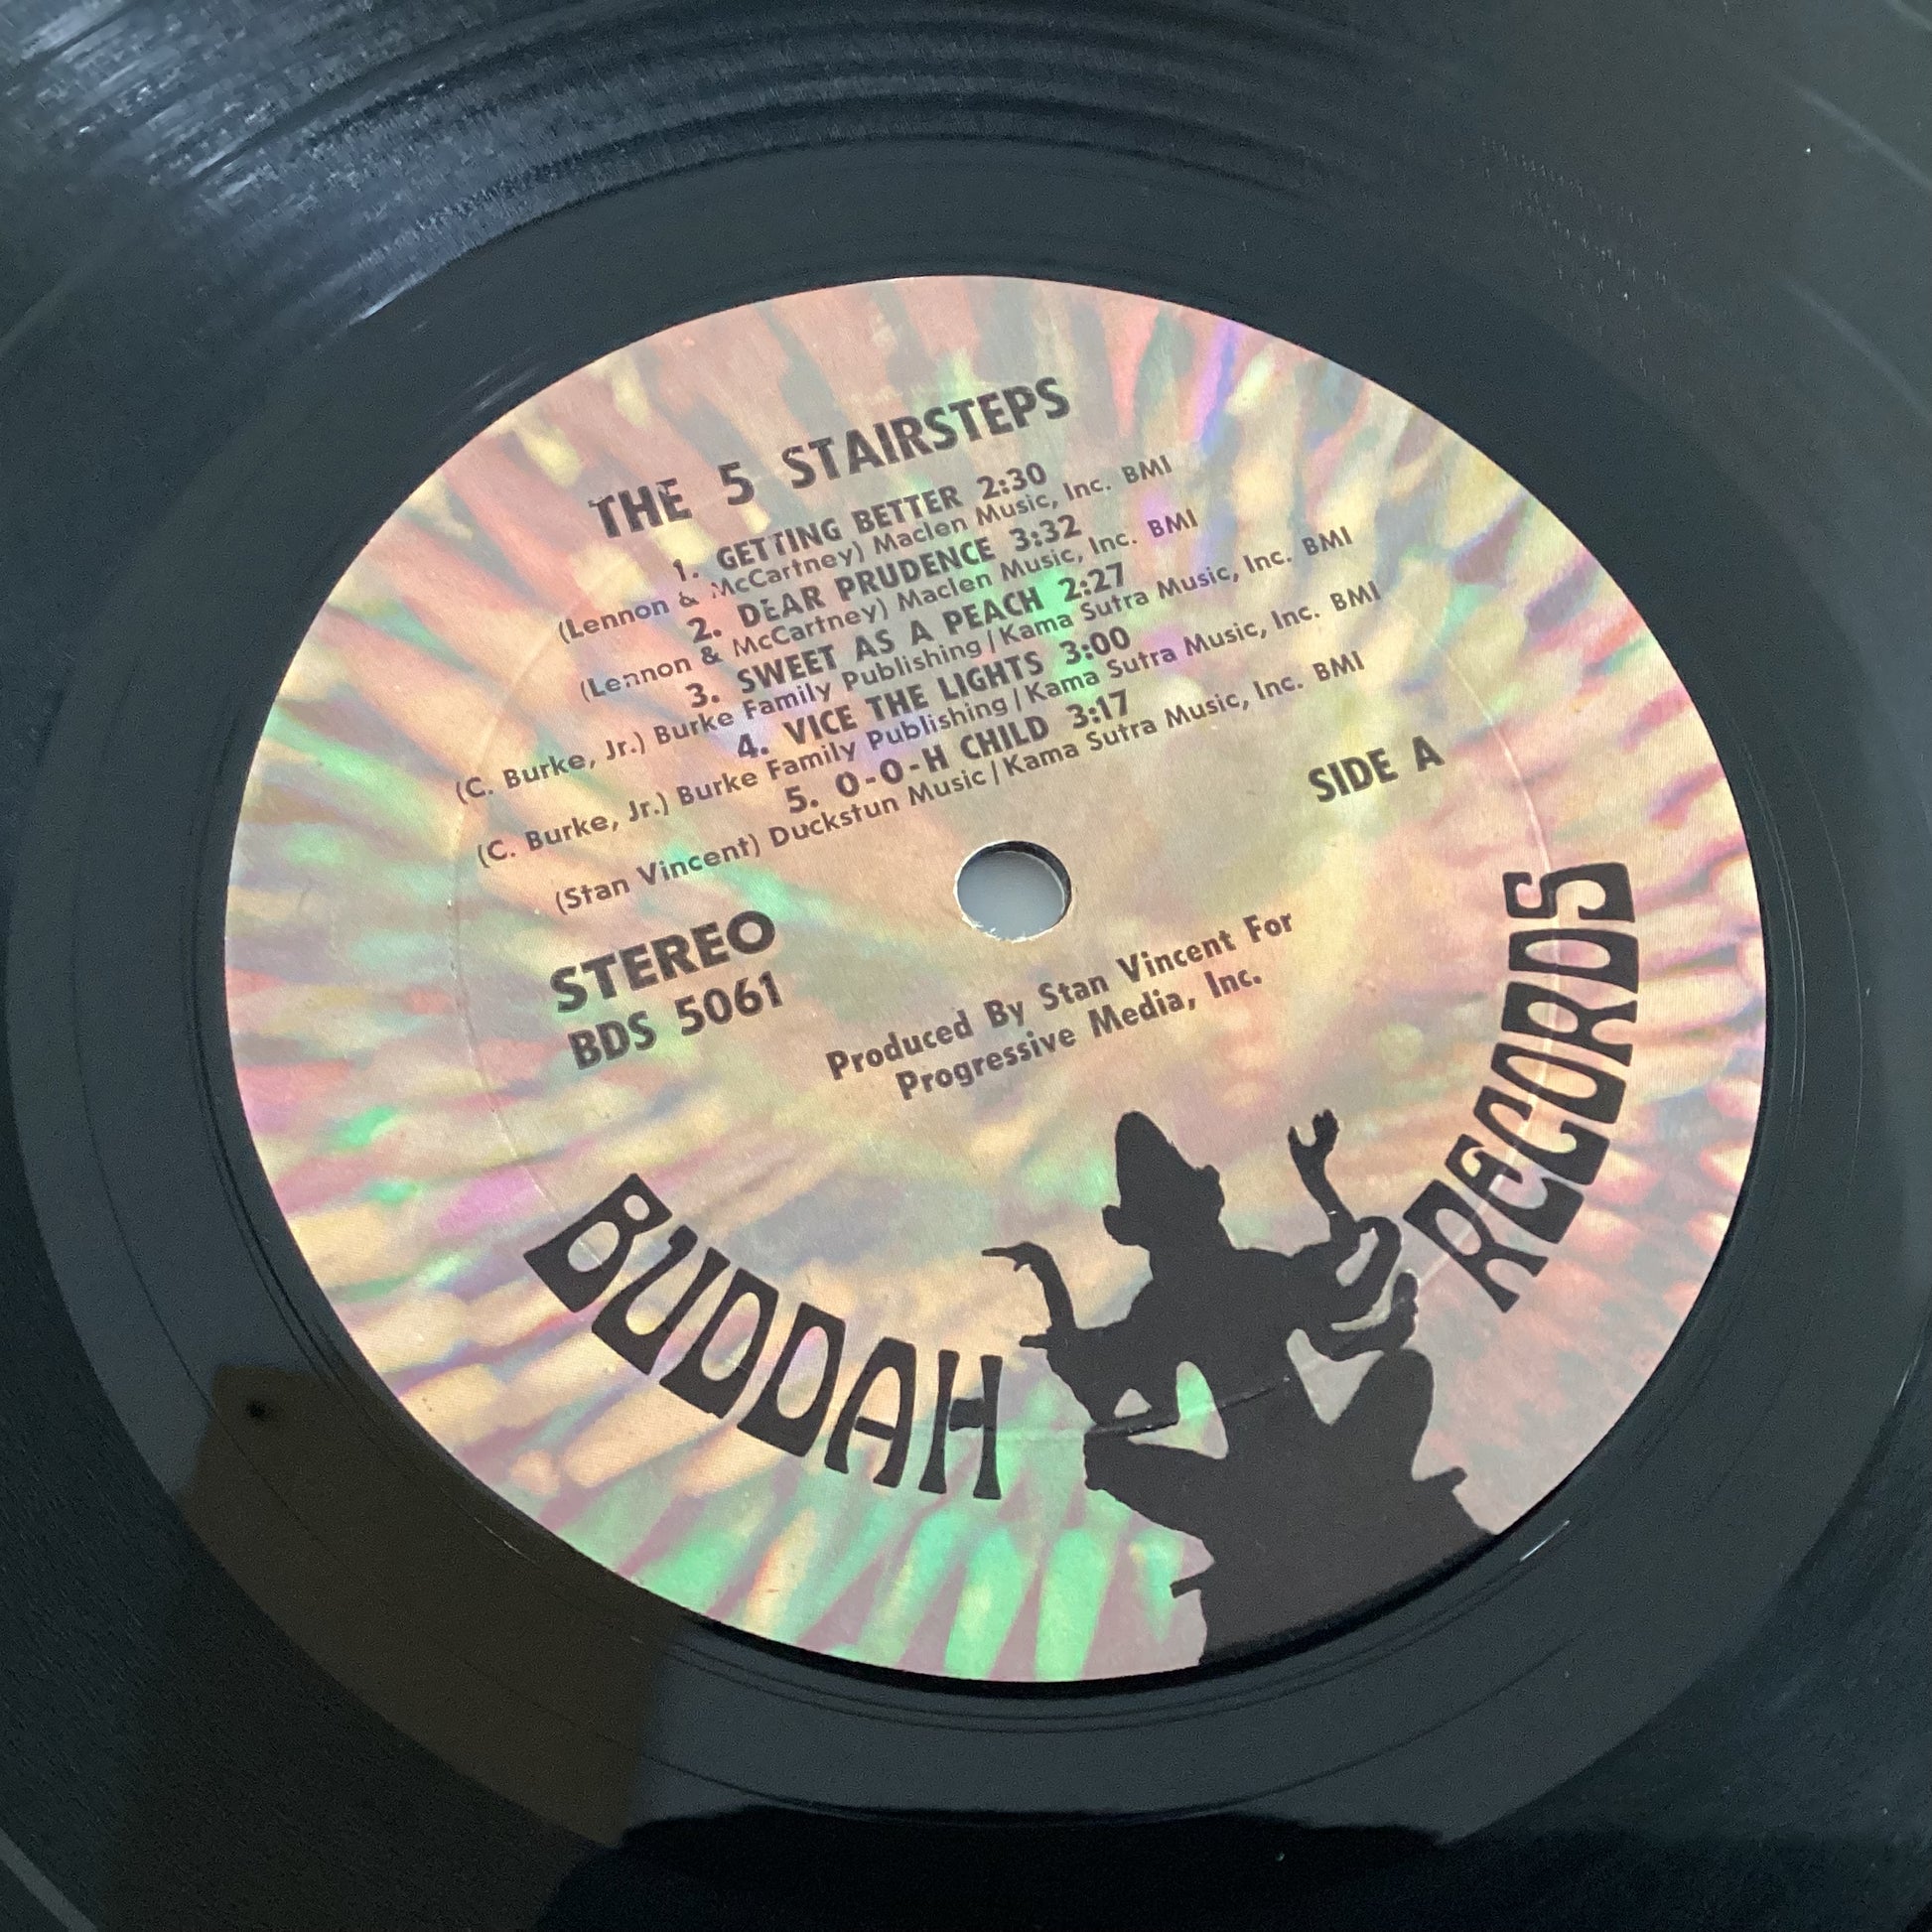 THE 5 STAIRSTEPS
1. GETTING BETTER 2:30
(Lennon & McCartney) Maclen Music, Inc. BMI
2. DEAR PRUDENCE 3:32
(Lennon & McCartney) Maclen Music, Inc. BMI
3. SWEET AS A PEACH 2:27
(C. Burke, Jr.) Burke Family Publishing/Kama Sutra Music, Inc. BMI
4. VICE THE LIGHTS 3:00
(C. Burke, Jr.) Burke Family Publishing/Kama Sutra Music, Inc. BMI
5. O-O-H CHILD 3:17
(Stan Vincent) Duckstun Music/Kama Sutra Music, Inc. BMI
SIDE A
STEREO
BDS 5061
Produced By Stan Vincent For
Progressive Media, Inc.
BUDDAH RECORDS